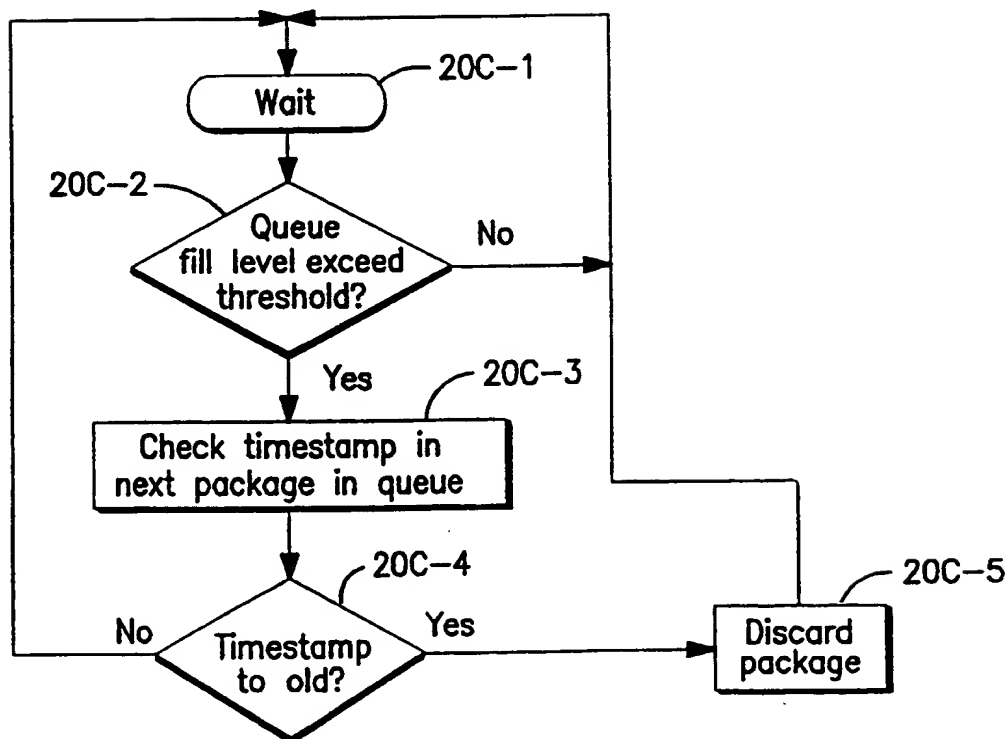 20C-1
Wait
20C-2
Queue
fill level exceed
threshold?
No
Yes
20C-3
Check timestamp in
next package in queue
20C-4
No
Timestamp
to old?
Yes
20C-5
Discard
package